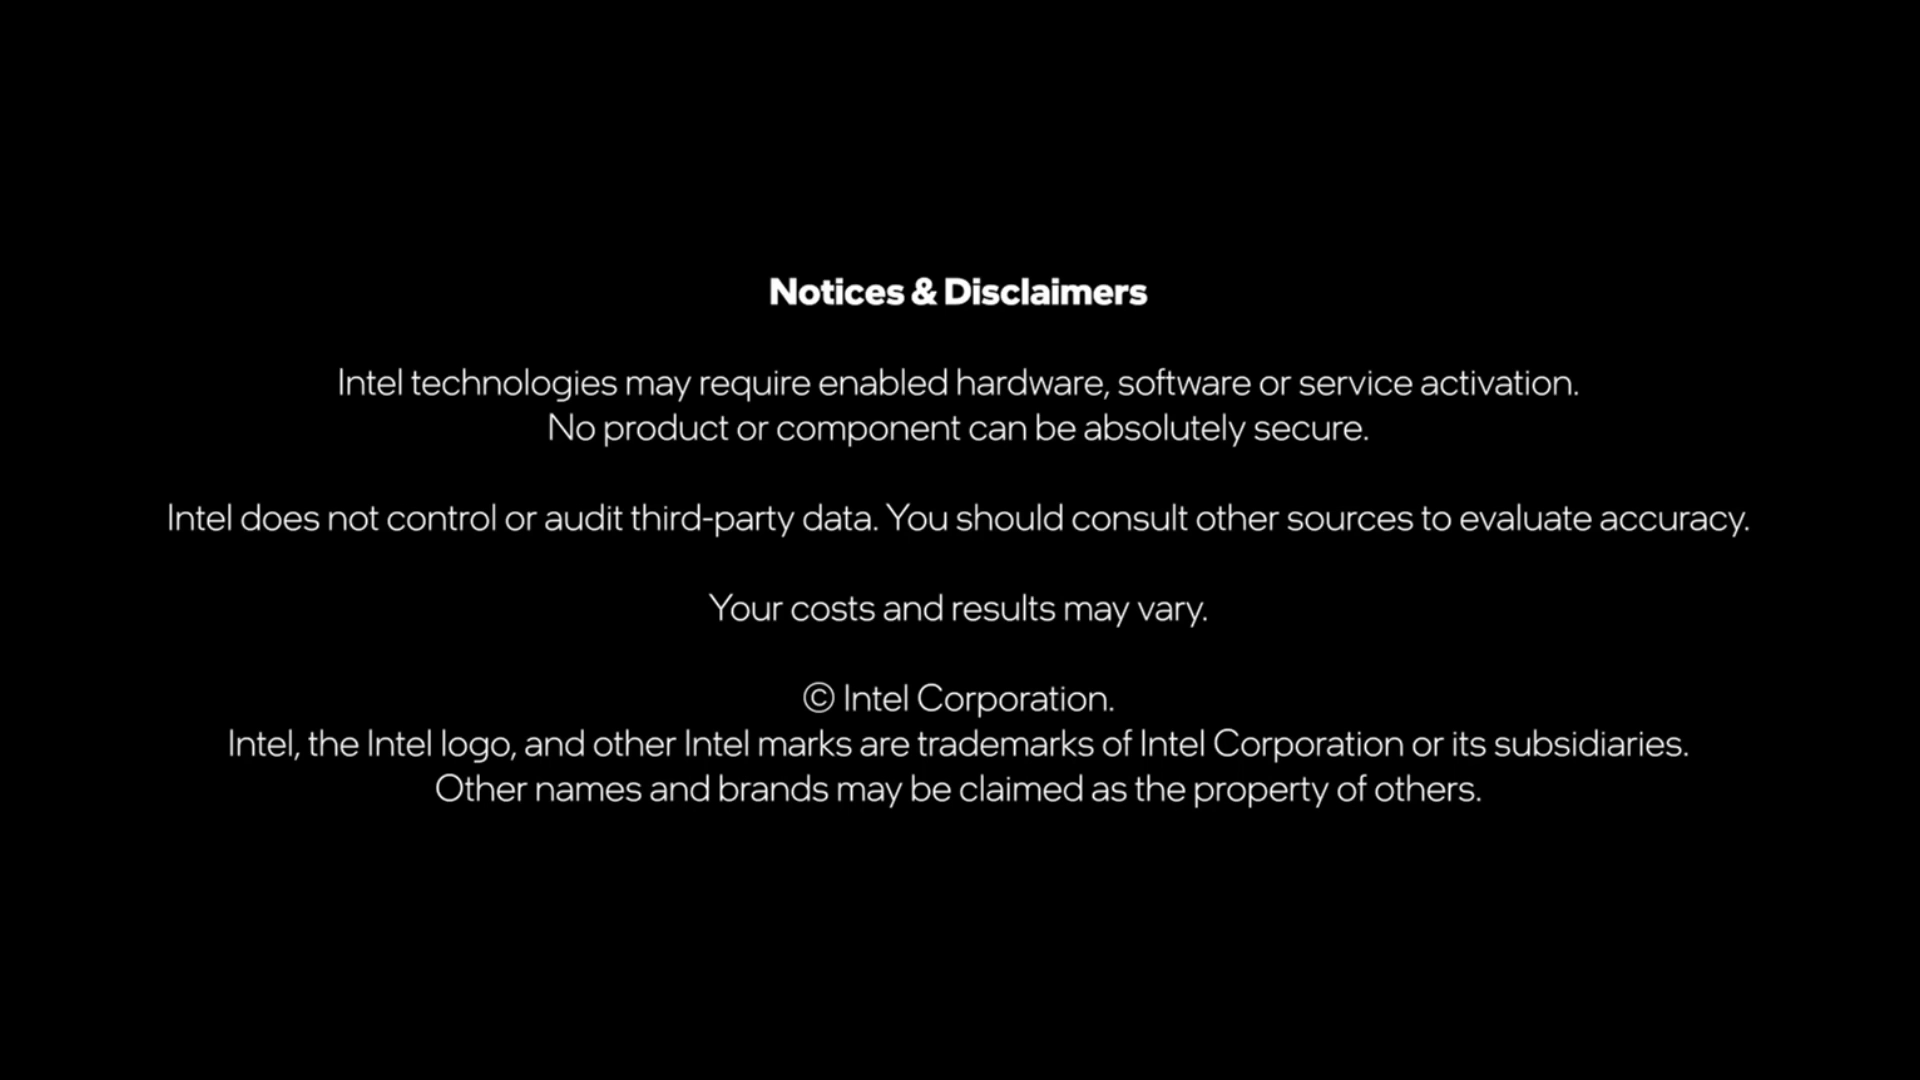 Notices & Disclaimers
Intel technologies may require enabled hardware, software or service activation.
No product or component can be absolutely secure.
Intel does not control or audit third-party data. You should consult other sources to evaluate accuracy.
Your costs and results may vary.
© Intel Corporation.
Intel, the Intel logo, and other Intel marks are trademarks of Intel Corporation or its subsidiaries.
Other names and brands may be claimed as the property of others.